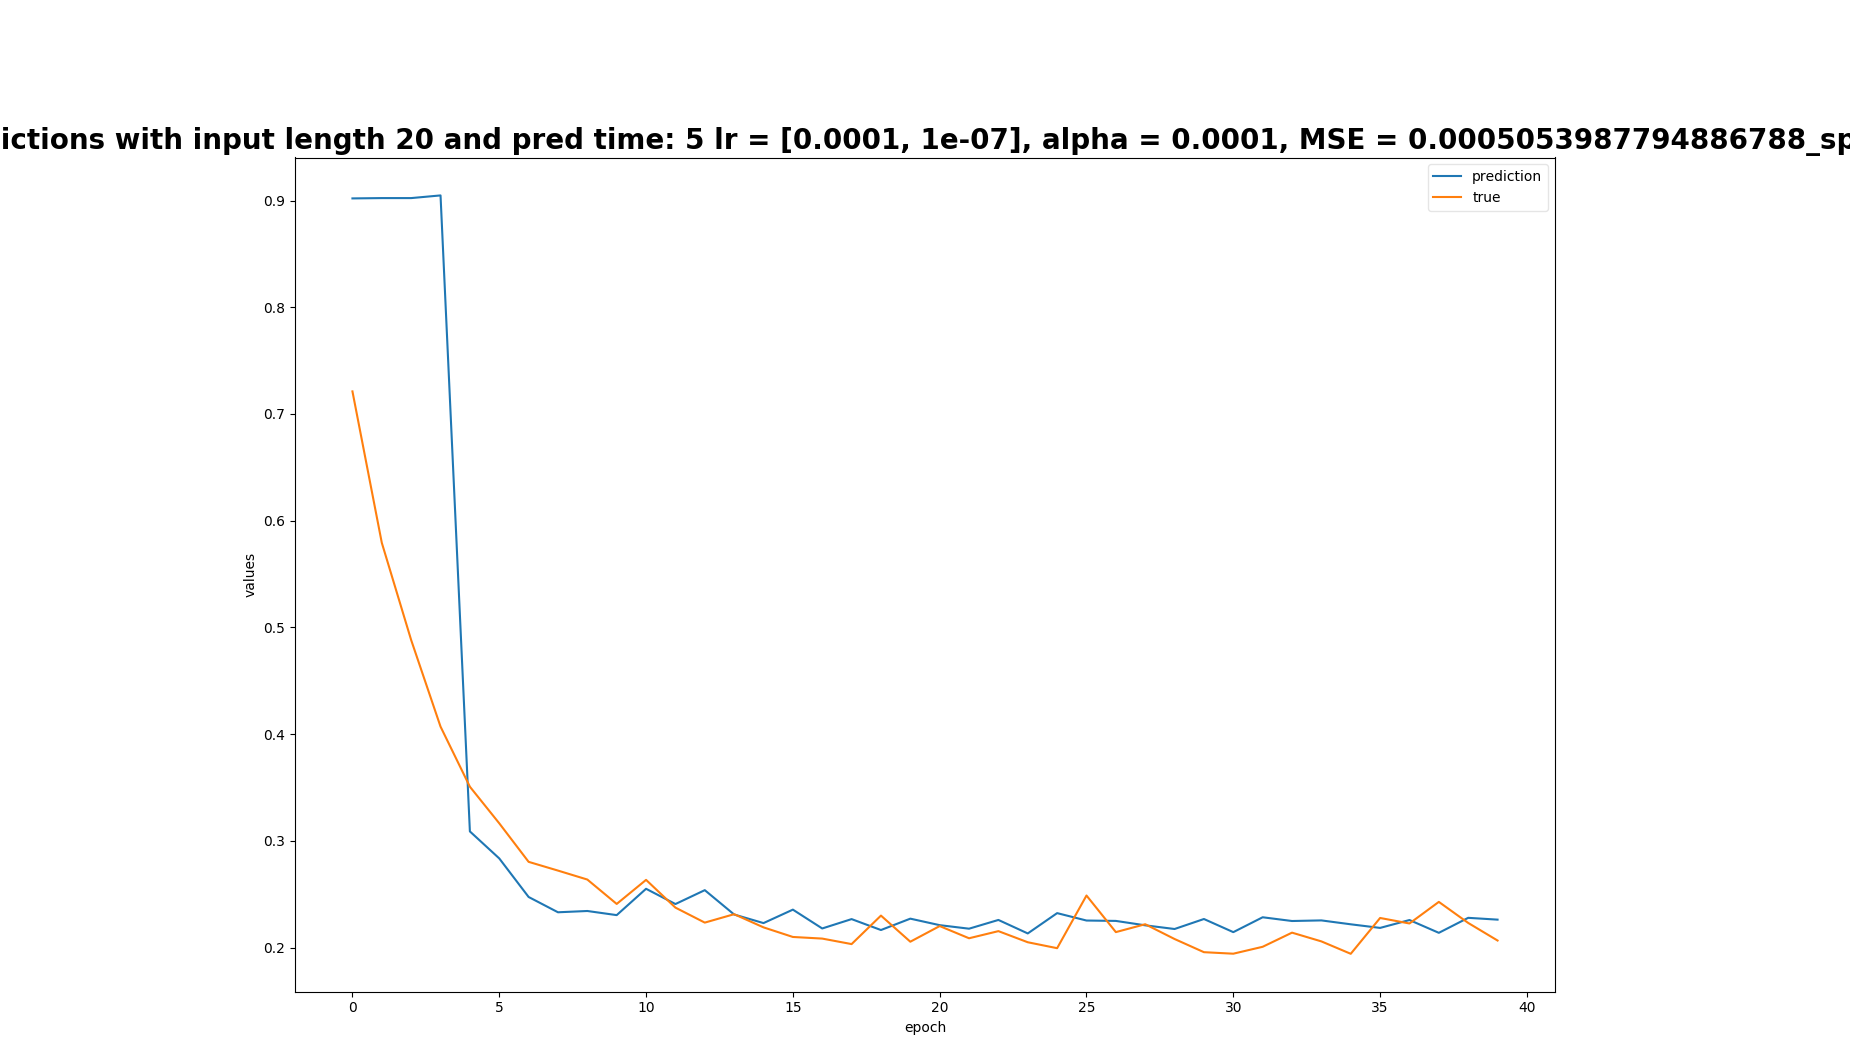 ictions with input length 20 and pred time: 5 lr = [0.0001, 1e-07], alpha = 0.0001, MSE = 0.0005053987794886788_sp
prediction
true
0.9
0.8
0.7
0.6
0.5
0.4
0.3
0.2
values
0 5 10 15 20 25 30 35 40
epoch